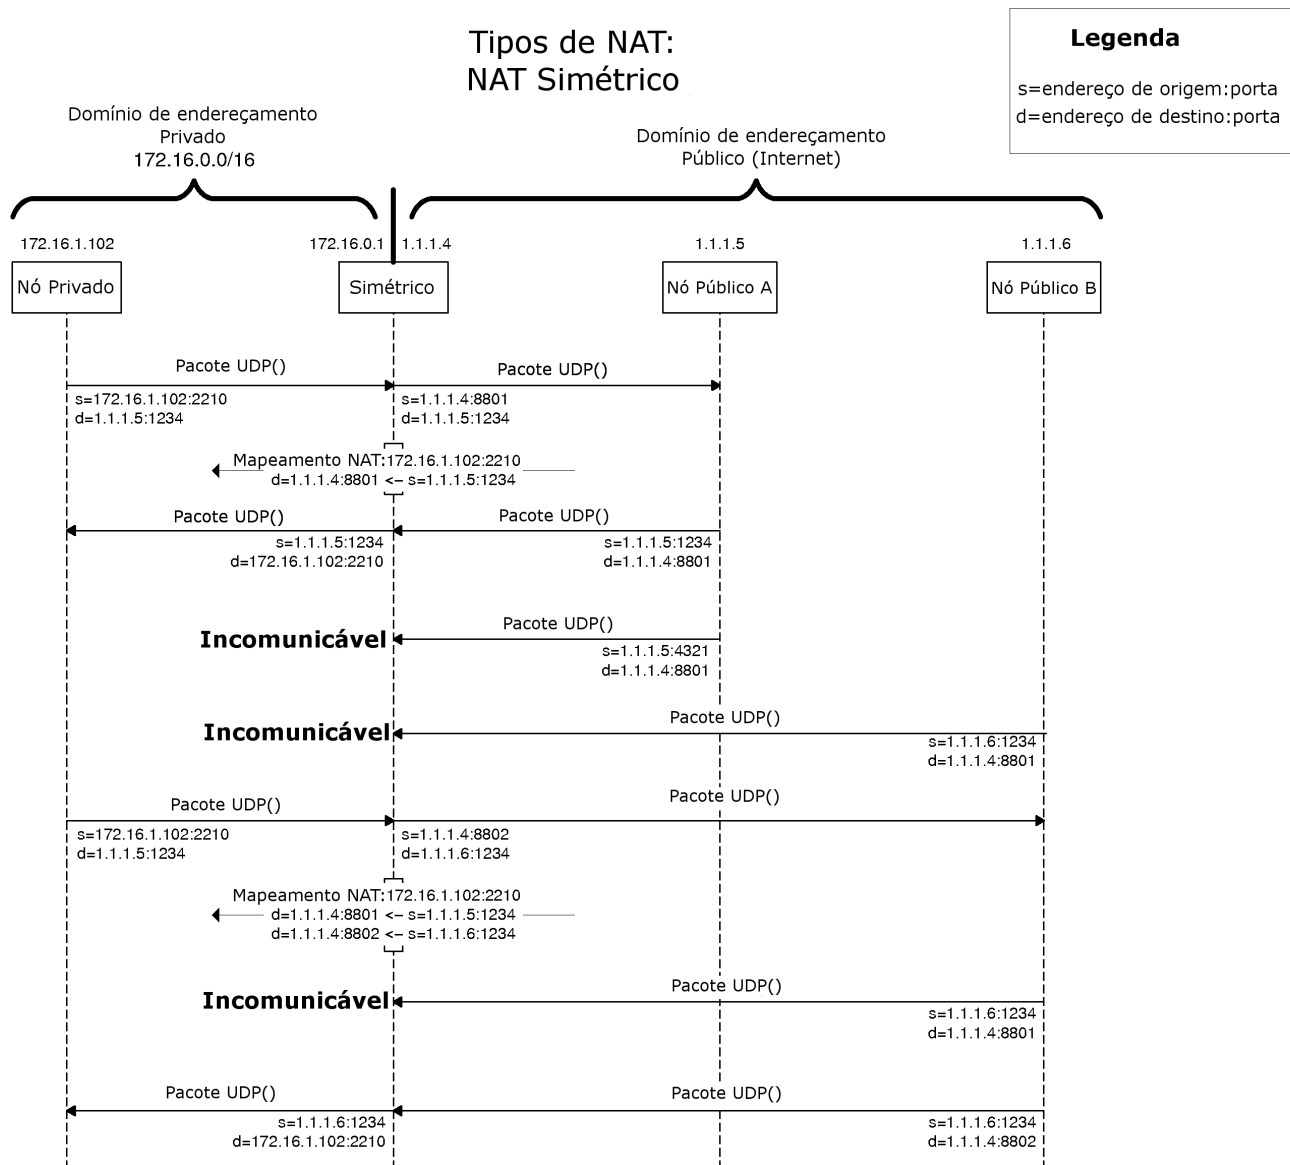 Tipos de NAT:
NAT Simétrico
Legenda
s=endereço de origem:porta
d=endereço de destino:porta
Domínio de endereçamento
Privado
172.16.0.0/16
Domínio de endereçamento
Público (Internet)
172.16.1.102
172.16.0.1
1.1.1.4
1.1.1.5
1.1.1.6
Nó Privado
Simétrico
Nó Público A
Nó Público B
Pacote UDP()
Pacote UDP()
s=172.16.1.102:2210
d=1.1.1.5:1234
s=1.1.1.4:8801
d=1.1.1.5:1234
Mapeamento NAT:172.16.1.102:2210
d=1.1.1.4:8801 <– s=1.1.1.5:1234
Pacote UDP()
Pacote UDP()
s=1.1.1.5:1234
d=172.16.1.102:2210
s=1.1.1.5:1234
d=1.1.1.4:8801
Pacote UDP()
Incomunicável
s=1.1.1.5:4321
d=1.1.1.4:8801
Pacote UDP()
Incomunicável
s=1.1.1.6:1234
d=1.1.1.4:8801
Pacote UDP()
Pacote UDP()
s=172.16.1.102:2210
d=1.1.1.5:1234
s=1.1.1.4:8802
d=1.1.1.6:1234
Mapeamento NAT:172.16.1.102:2210
d=1.1.1.4:8801 <– s=1.1.1.5:1234
d=1.1.1.4:8802 <– s=1.1.1.6:1234
Pacote UDP()
Incomunicável
s=1.1.1.6:1234
d=1.1.1.4:8801
Pacote UDP()
Pacote UDP()
s=1.1.1.6:1234
d=172.16.1.102:2210
s=1.1.1.6:1234
d=1.1.1.4:8802